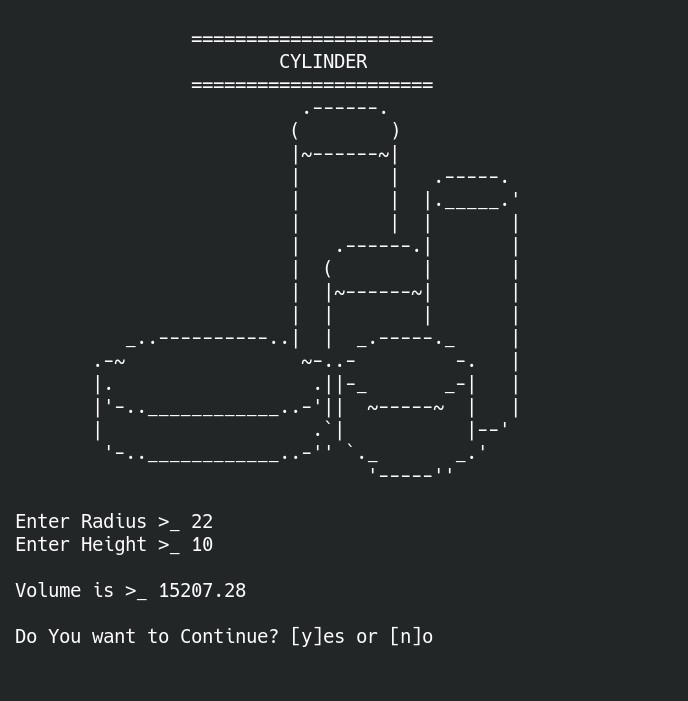 CYLINDER
Enter Radius >_ 22
Enter Height >_ 10
Volume is >_ 15207.28
Do You want to Continue? [y]es or [n]o